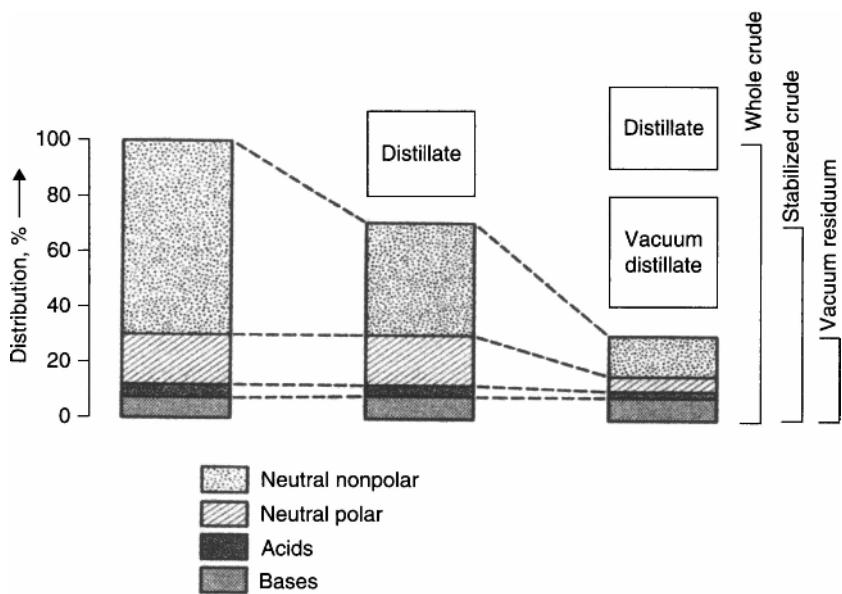 Distribution, %
100
80
60
40
20
0
Distillate
Distillate
Vacuum
distillate
Whole crude
Stabilized crude
Vacuum residuum
Neutral nonpolar
Neutral polar
Acids
Bases